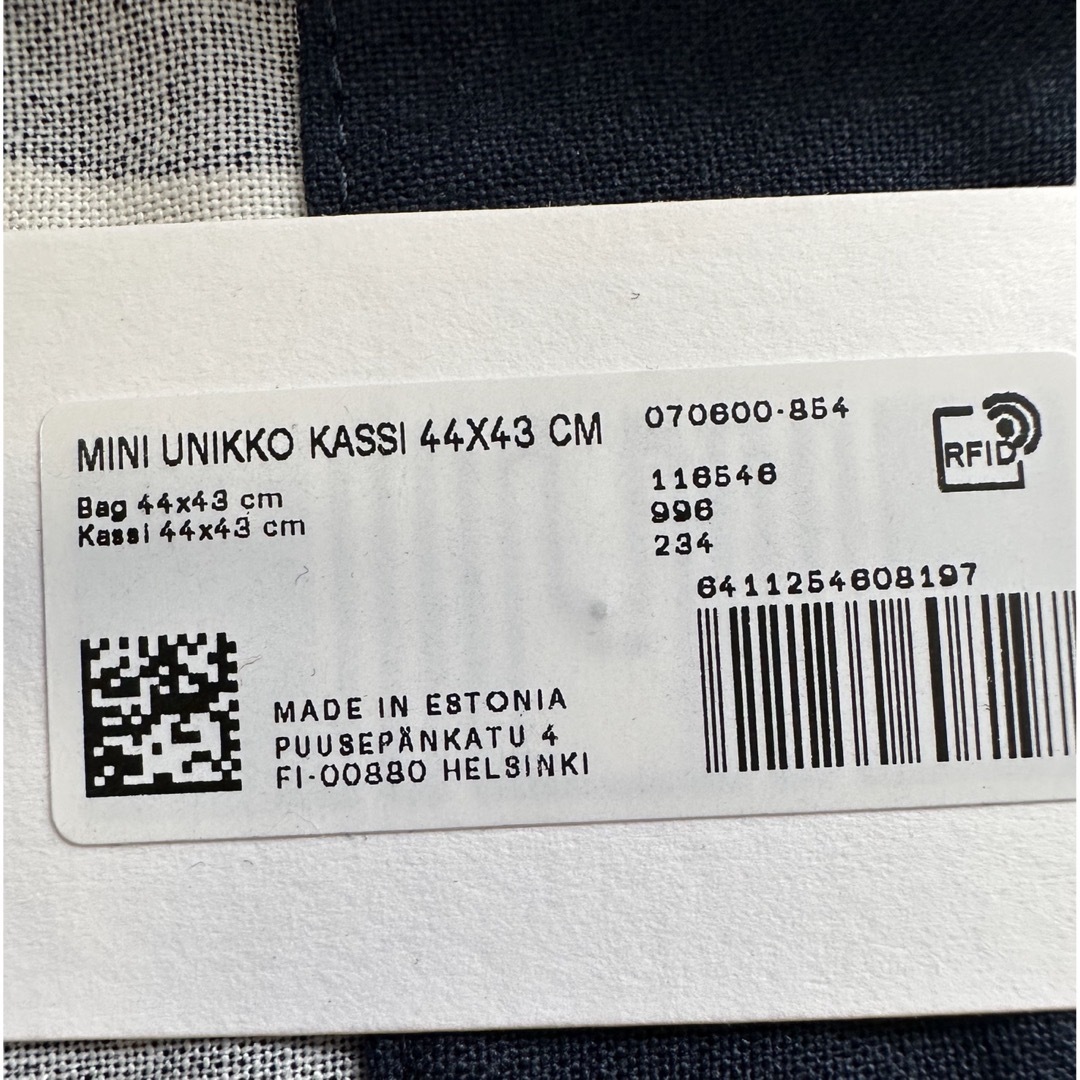 MINI UNIKKO KASSI 44X43 CM
Bag 44x43 cm
Kassi 44x43 cm
070600-854
116546
996
234
RFID
6411254608197
MADE IN ESTONIA
PUUSEPÄNKATU 4
FI-00880 HELSINKI